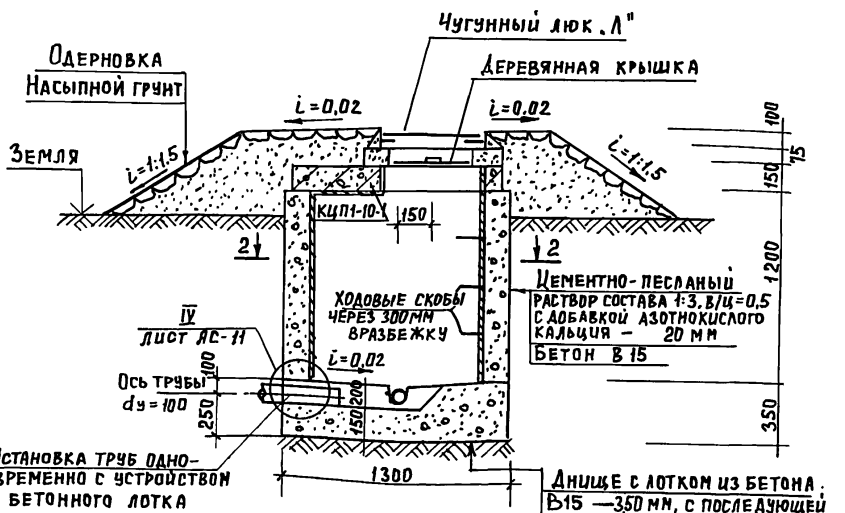 Чугунный люк „Л"
Одерновка
Насыпной грунт
Деревянная крышка
i=0,02
i=0,02
i=1:1.5
i=1:1.5
Земля
100
75
150
КЦП1-10-1
150
2
2
1200
Цементно-песчаный
раствор состава 1:3, в/ц=0,5
с добавкой азотнокислого
кальция — 20 мм
Бетон В 15
Ходовые скобы
через 300мм
вразбежку
IV
лист АС-11
i=0,02
100
Ось трубы
dу=100
250
200
150
350
Установка труб одно-
временно с устройством
бетонного лотка
1300
Днище с лотком из бетона
В15 —350 мм, с последующей